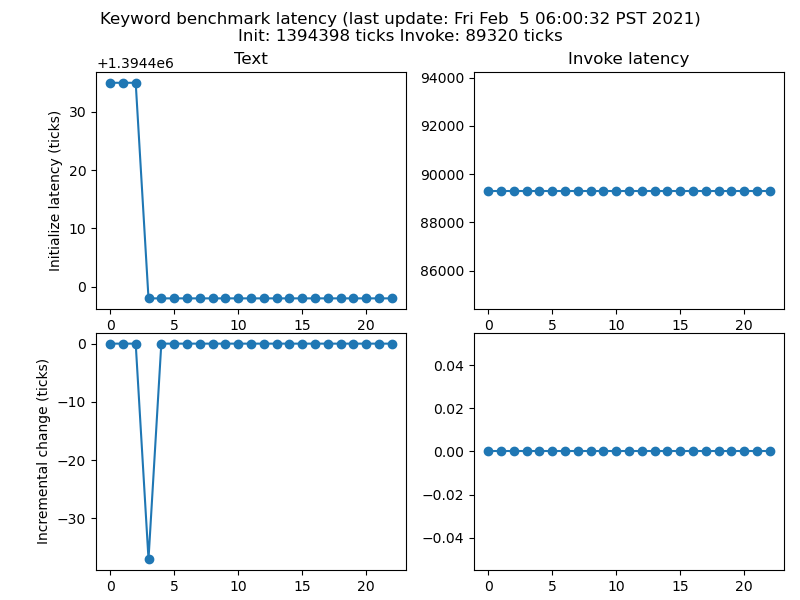 Keyword benchmark latency (last update: Fri Feb  5 06:00:32 PST 2021)
Init: 1394398 ticks Invoke: 89320 ticks
Text
+1.3944e6
30
20
10
0
Initialize latency (ticks)
0 5 10 15 20
Invoke latency
94000
92000
90000
88000
86000
0 5 10 15 20
0
−10
−20
−30
Incremental change (ticks)
0 5 10 15 20
0.04
0.02
0.00
−0.02
−0.04
0 5 10 15 20